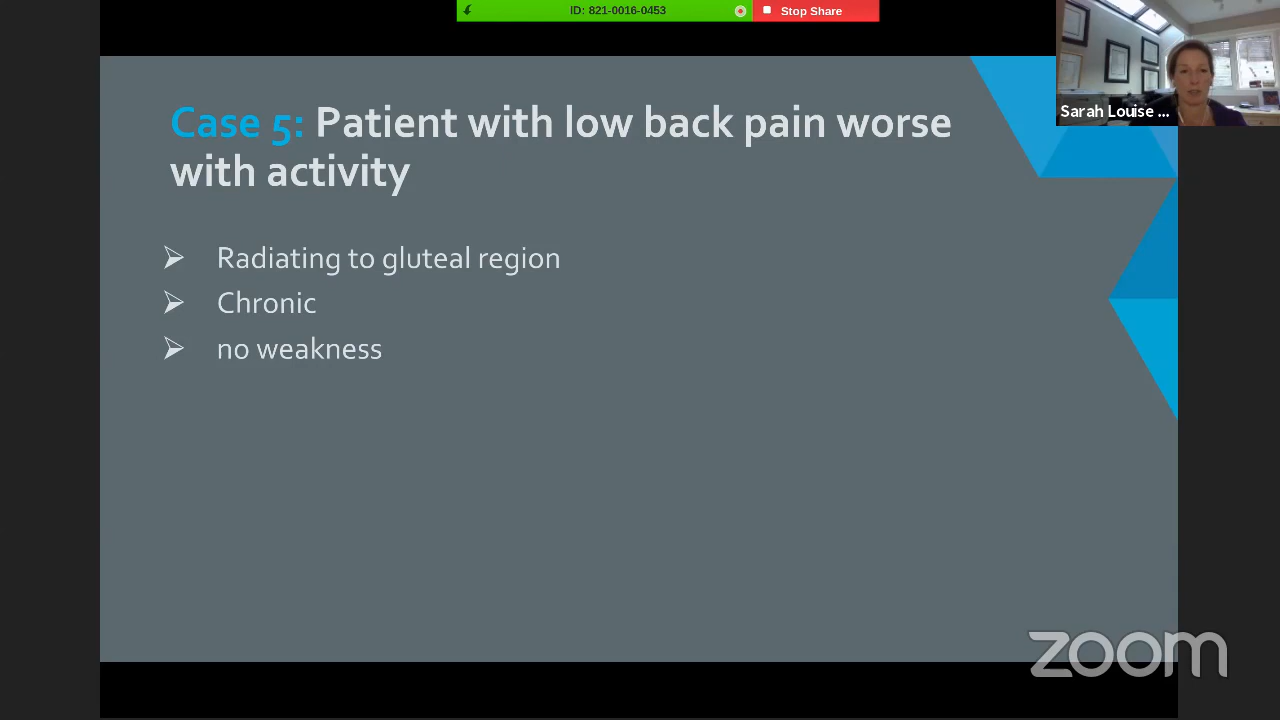 ID: 821-0016-0453
Stop Share
Sarah Louise ...
Case 5: Patient with low back pain worse
with activity
Radiating to gluteal region
Chronic
no weakness
zoom